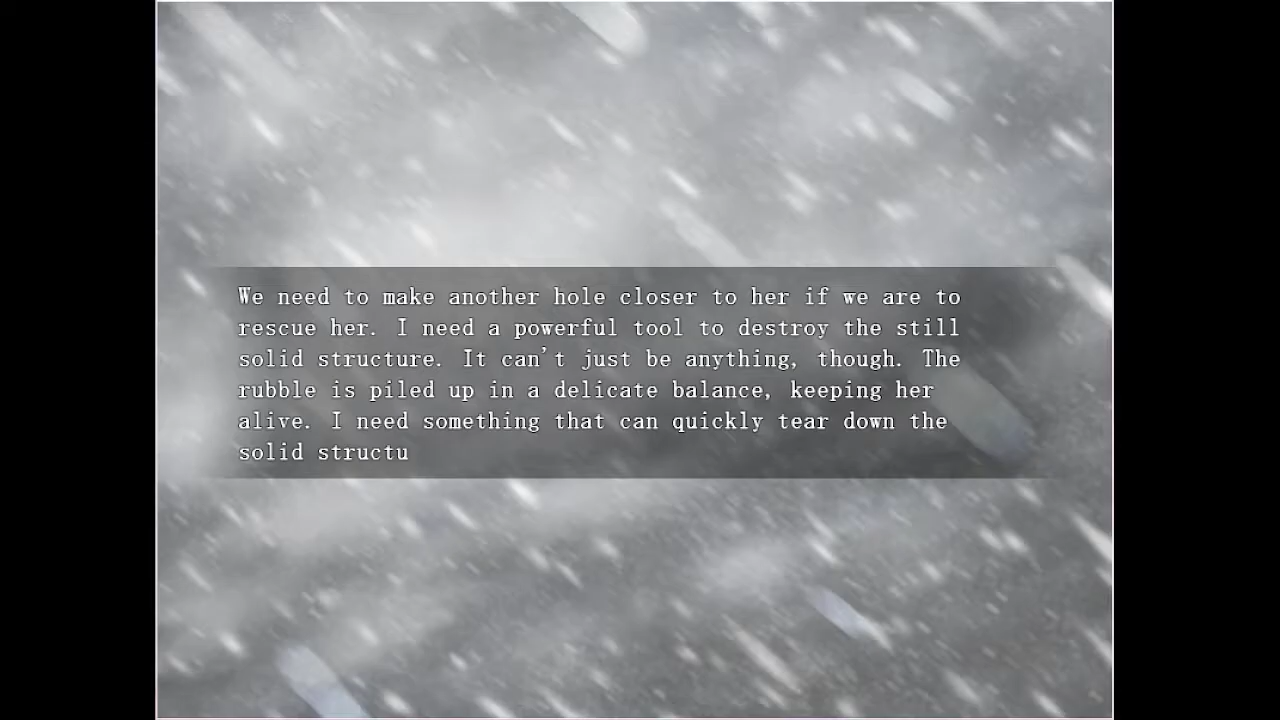 We need to make another hole closer to her if we are to
rescue her. I need a powerful tool to destroy the still
solid structure. It can't just be anything, though. The
rubble is piled up in a delicate balance, keeping her
alive. I need something that can quickly tear down the
solid structu